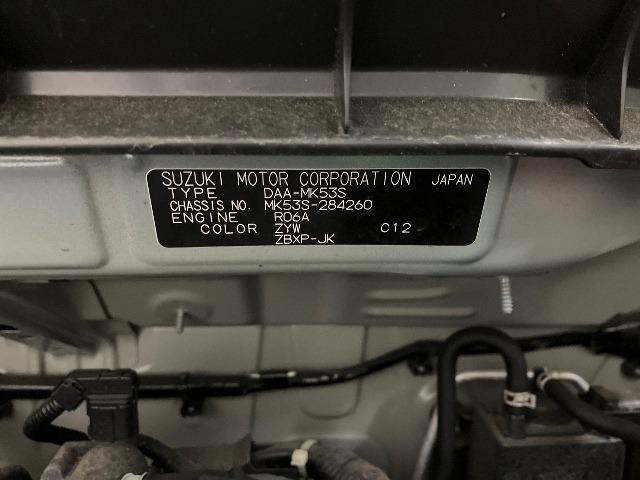 SUZUKI MOTOR CORPORATION JAPAN
TYPE DAA-MK53S
CHASSIS NO. MK53S-284260
ENGINE R06A
COLOR ZYW C12
ZBXP-JK